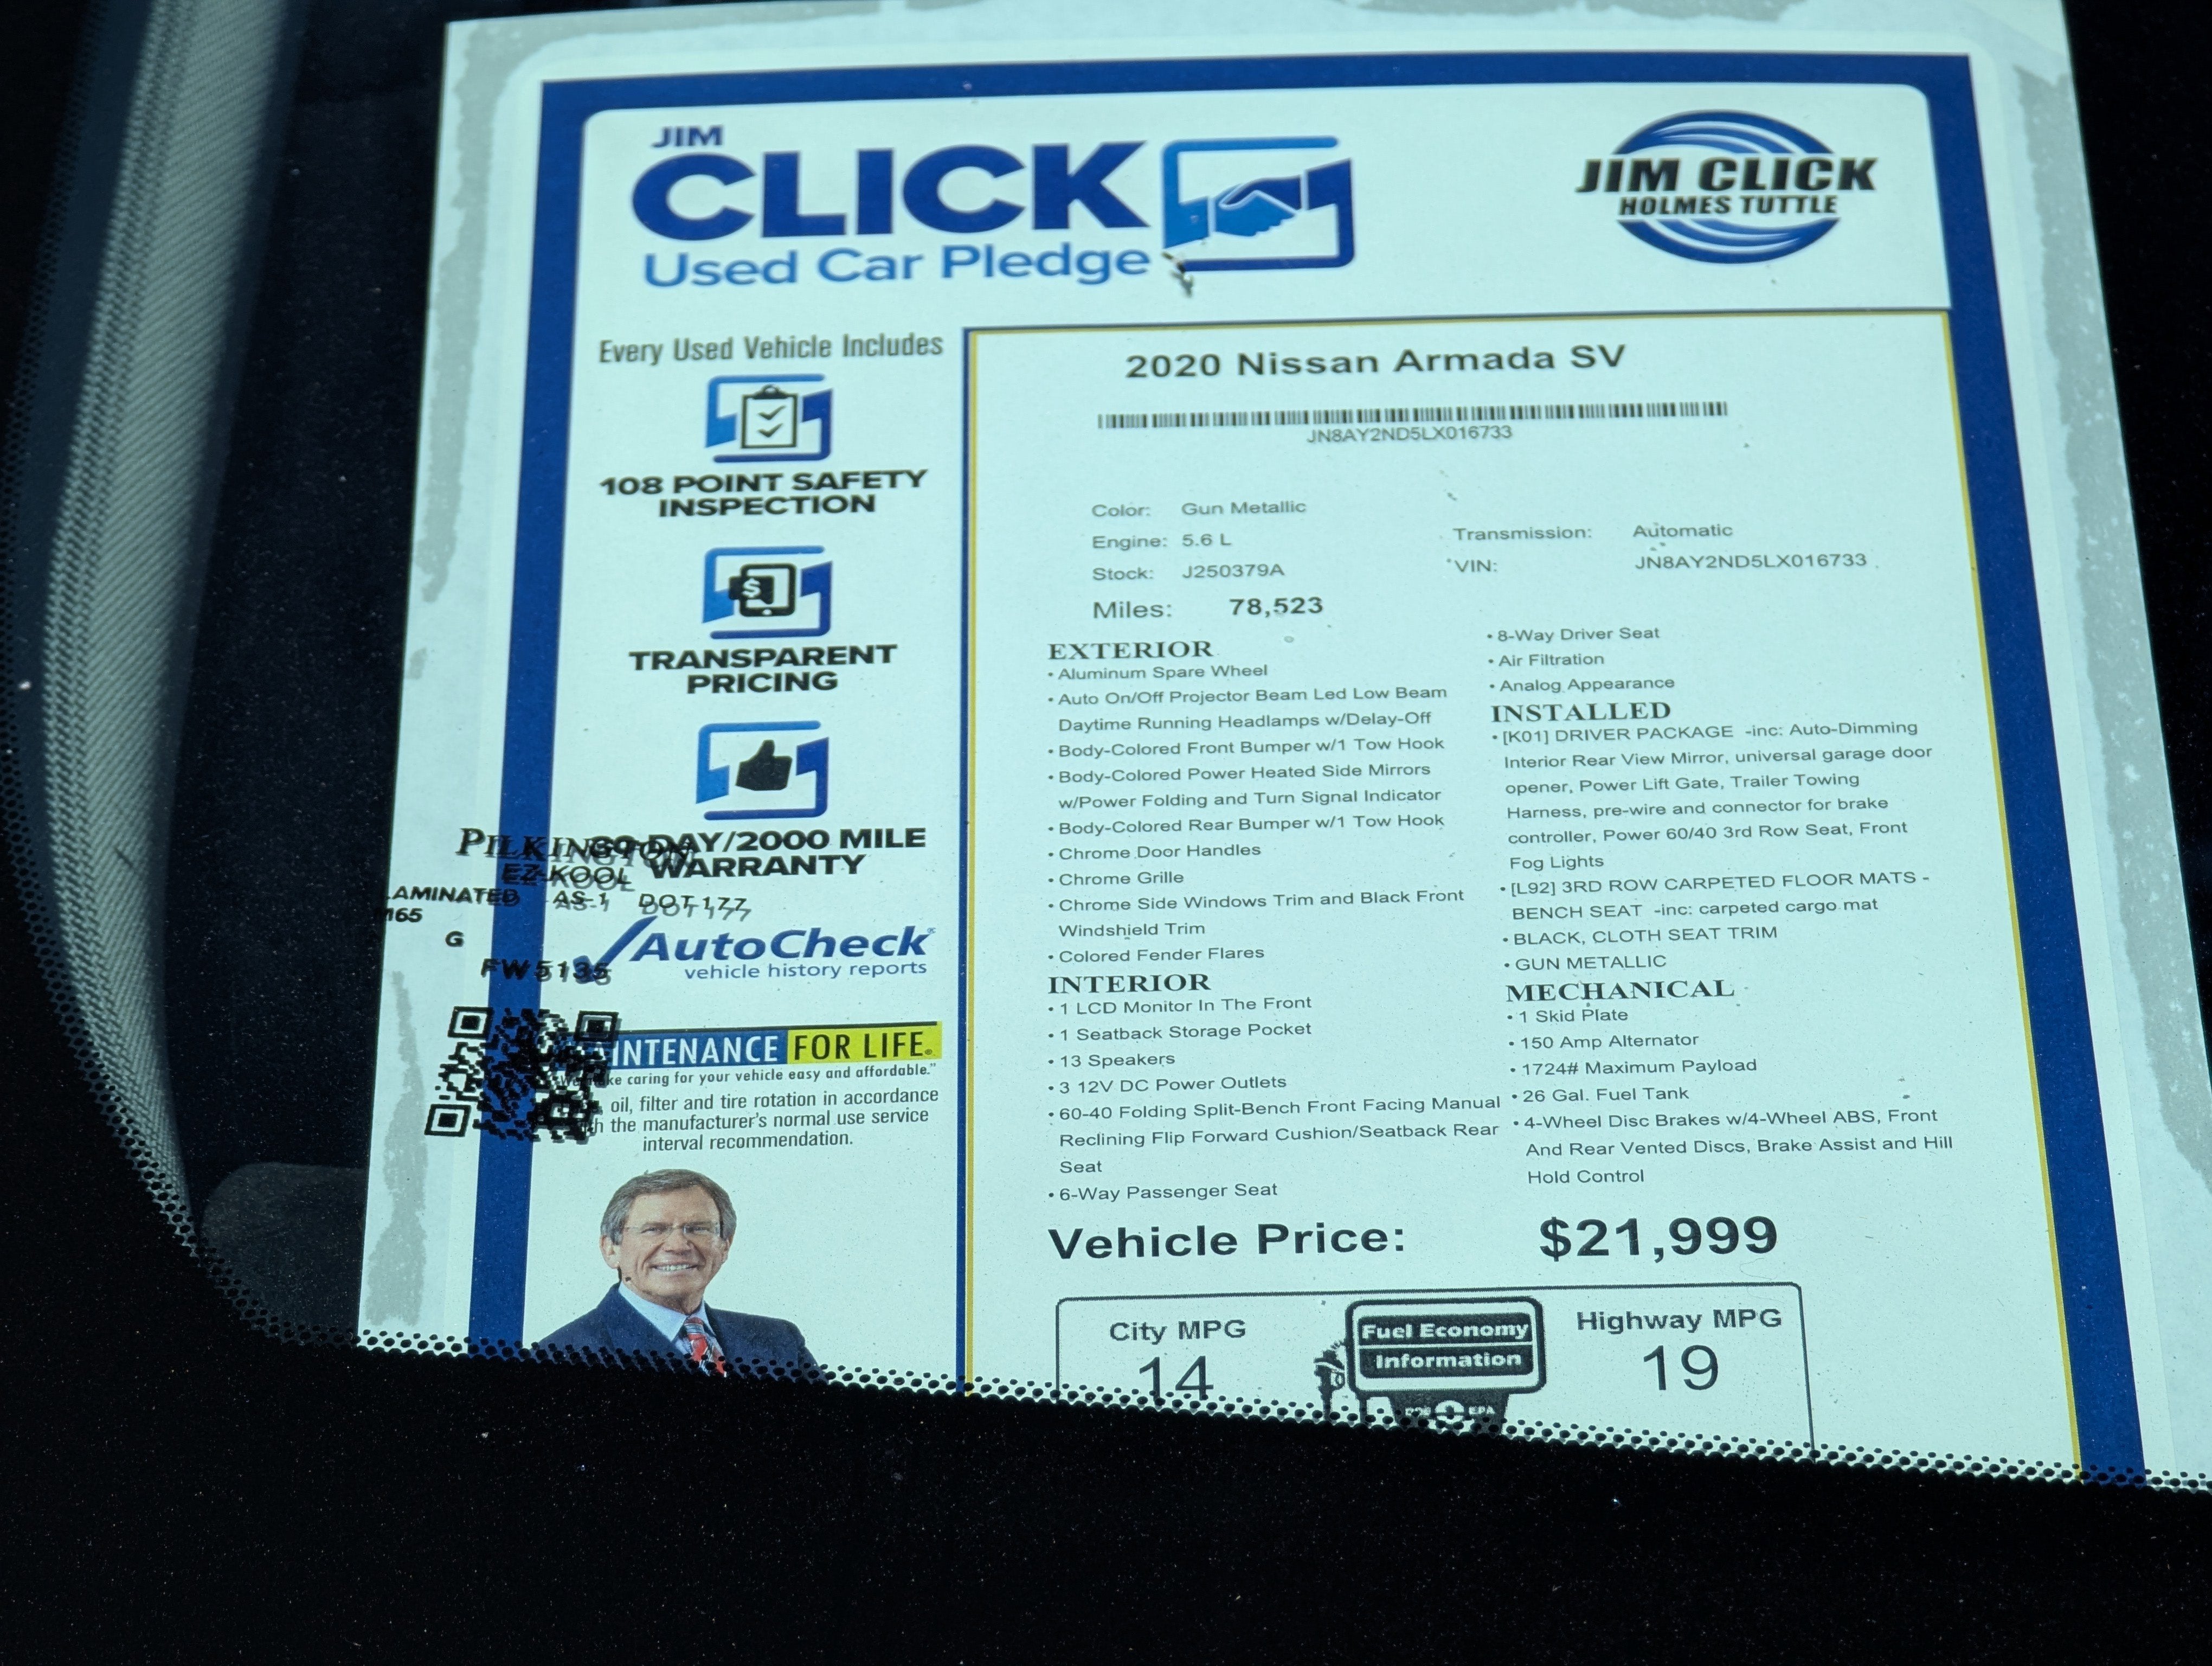 JIM
CLICK
Used Car Pledge
JIM CLICK
HOLMES TUTTLE
Every Used Vehicle Includes
108 POINT SAFETY
INSPECTION
TRANSPARENT
PRICING
DAY/2000 MILE
WARRANTY
PILKINGTON
EZ-KOOL
LAMINATED AS-1 DOT177
M65
G
FW5135
AutoCheck
vehicle history reports
INTENANCE FOR LIFE®
ke caring for your vehicle easy and affordable."
oil, filter and tire rotation in accordance
the manufacturer's normal use service
interval recommendation.
2020 Nissan Armada SV
JN8AY2ND5LX016733
Color: Gun Metallic
Engine: 5.6 L
Transmission: Automatic
Stock: J250379A
VIN: JN8AY2ND5LX016733
Miles: 78,523
EXTERIOR
• Aluminum Spare Wheel
• Auto On/Off Projector Beam Led Low Beam
Daytime Running Headlamps w/Delay-Off
• Body-Colored Front Bumper w/1 Tow Hook
• Body-Colored Power Heated Side Mirrors
w/Power Folding and Turn Signal Indicator
• Body-Colored Rear Bumper w/1 Tow Hook
• Chrome Door Handles
• Chrome Grille
• Chrome Side Windows Trim and Black Front
Windshield Trim
• Colored Fender Flares
INTERIOR
• 1 LCD Monitor In The Front
• 1 Seatback Storage Pocket
• 13 Speakers
• 3 12V DC Power Outlets
• 60-40 Folding Split-Bench Front Facing Manual
Reclining Flip Forward Cushion/Seatback Rear
Seat
• 6-Way Passenger Seat
• 8-Way Driver Seat
• Air Filtration
• Analog Appearance
INSTALLED
• [K01] DRIVER PACKAGE -inc: Auto-Dimming
Interior Rear View Mirror, universal garage door
opener, Power Lift Gate, Trailer Towing
Harness, pre-wire and connector for brake
controller, Power 60/40 3rd Row Seat, Front
Fog Lights
• [L92] 3RD ROW CARPETED FLOOR MATS -
BENCH SEAT -inc: carpeted cargo mat
• BLACK, CLOTH SEAT TRIM
• GUN METALLIC
MECHANICAL
• 1 Skid Plate
• 150 Amp Alternator
• 1724# Maximum Payload
• 26 Gal. Fuel Tank
• 4-Wheel Disc Brakes w/4-Wheel ABS, Front
And Rear Vented Discs, Brake Assist and Hill
Hold Control
Vehicle Price: $21,999
City MPG
14
Fuel Economy
Information
EPA
Highway MPG
19